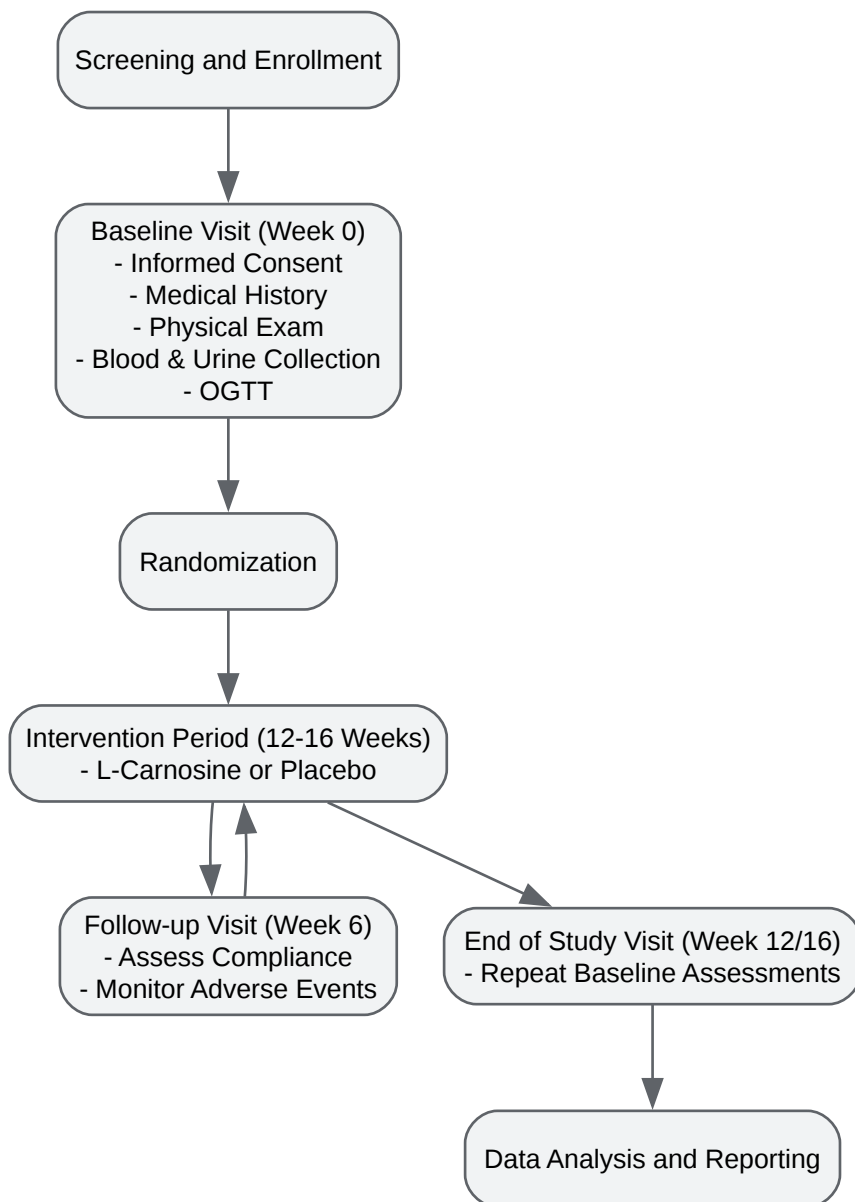 Screening and Enrollment
Baseline Visit (Week 0)
- Informed Consent
- Medical History
- Physical Exam
- Blood & Urine Collection
- OGTT
Randomization
Intervention Period (12-16 Weeks)
- L-Carnosine or Placebo
Follow-up Visit (Week 6)
- Assess Compliance
- Monitor Adverse Events
End of Study Visit (Week 12/16)
- Repeat Baseline Assessments
Data Analysis and Reporting